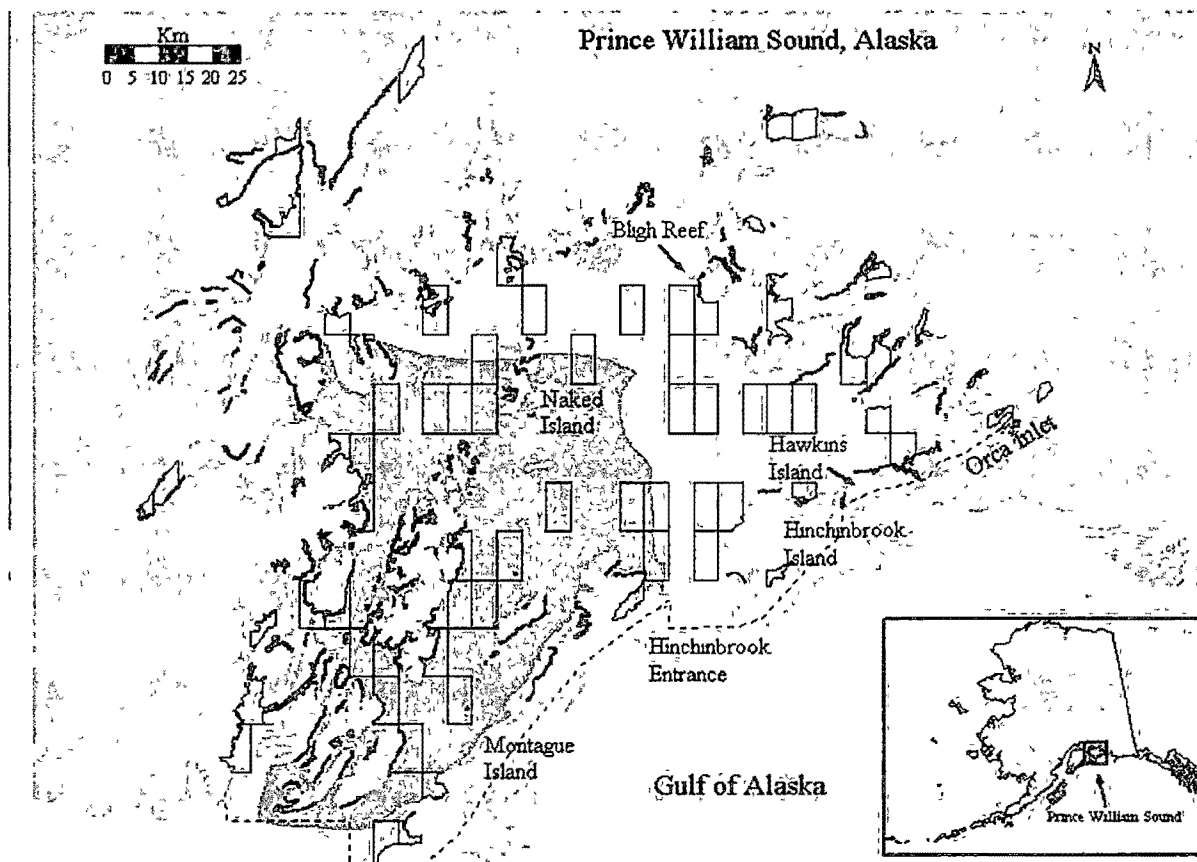 Km
0 5 10 15 20 25
Prince William Sound, Alaska
N
Bligh Reef
Naked
Island
Hawkins
Island
Orca Inlet
Hinchinbrook
Island
Hinchinbrook
Entrance
Montague
Island
Gulf of Alaska
Prince William Sound